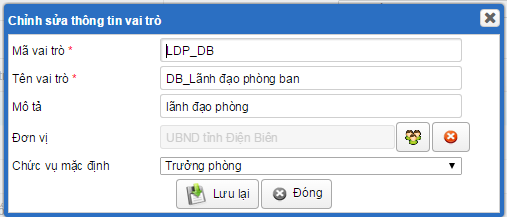 Chỉnh sửa thông tin vai trò
Mã vai trò * LDP_DB
Tên vai trò * DB_Lãnh đạo phòng ban
Mô tả lãnh đạo phòng
Đơn vị UBND tỉnh Điện Biên
Chức vụ mặc định Trưởng phòng
Lưu lại Đóng